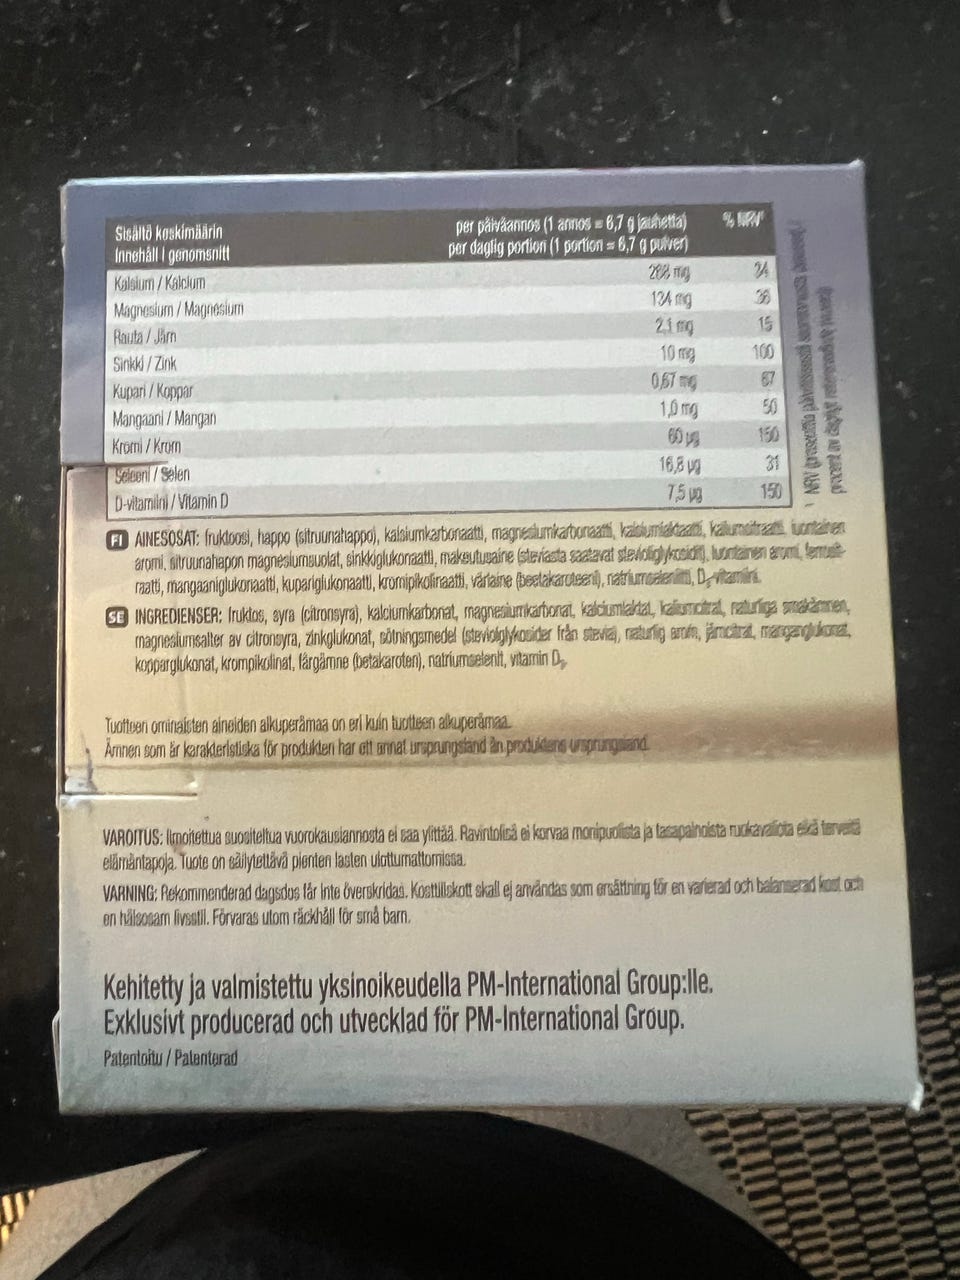 Sisältö keskimäärin per päiväannos (1 annos = 6,7 g jauhetta) % NRV¹
Innehåll i genomsnitt per daglig portion (1 portion = 6,7 g pulver)
Kalsium / Kalcium 268 mg 34
Magnesium / Magnesium 134 mg 36
Rauta / Järn 2,1 mg 15
Sinkki / Zink 10 mg 100
Kupari / Koppar 0,67 mg 67
Mangaani / Mangan 1,0 mg 50
Kromi / Krom 60 µg 150
Seleeni / Selen 16,8 µg 31
D-vitamiini / Vitamin D 7,5 µg 150
FI AINESOSAT: fruktoosi, happo (sitruunahappo), kalsiumkarbonaatti, magnesiumkarbonaatti, kalsiumlaktaatti, kaliumsitraatti, luontainen
aromi, sitruunahapon magnesiumsuolat, sinkkiglukonaatti, makeutusaine (steviasta saatavat steviolglykosidit), luontainen aromi, ferrosit-
raatti, mangaaniglukonaatti, kupariglukonaatti, kromipikolinaatti, väriaine (beetakaroteeni), natriumseleniitti, D₃-vitamiini.
SE INGREDIENSER: fruktos, syra (citronsyra), kalciumkarbonat, magnesiumkarbonat, kalciumlaktat, kaliumcitrat, naturliga smakämnen,
magnesiumsalter av citronsyra, zinkglukonat, sötningsmedel (steviolglykosider från stevia), naturlig arom, järncitrat, manganglukonat,
kopparglukonat, krompikolinat, färgämne (betakaroten), natriumselenit, vitamin D₃.
Tuotteen ominaisten aineiden alkuperämaa on eri kuin tuotteen alkuperämaa.
Ämnen som är karakteristiska för produkten har ett annat ursprungsland än produktens ursprungsland.
VAROITUS: Ilmoitettua suositeltua vuorokausiannosta ei saa ylittää. Ravintolisä ei korvaa monipuolista ja tasapainoista ruokavaliota eikä terveitä
elämäntapoja. Tuote on säilytettävä pienten lasten ulottumattomissa.
VARNING: Rekommenderad dagsdos får inte överskridas. Kosttillskott skall ej användas som ersättning för en varierad och balanserad kost och
en hälsosam livsstil. Förvaras utom räckhåll för små barn.
Kehitetty ja valmistettu yksinoikeudella PM-International Group:lle.
Exklusivt producerad och utvecklad för PM-International Group.
Patentoitu / Patenterad